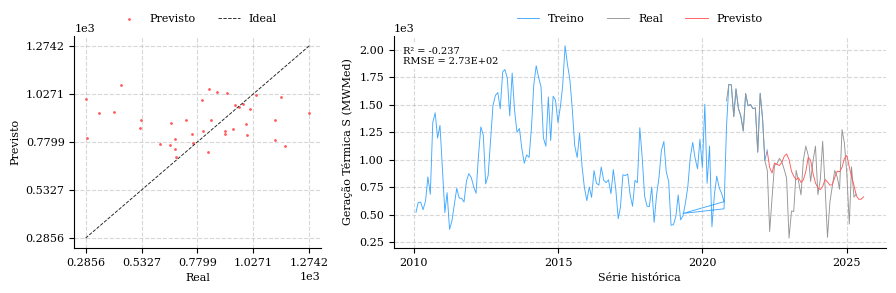 Previsto Ideal
1e3
1.2742
1.0271
0.7799
0.5327
0.2856
Previsto
0.2856 0.5327 0.7799 1.0271 1.2742
1e3
Real
Treino Real Previsto
1e3
R² = -0.237
RMSE = 2.73E+02
2.00
1.75
1.50
1.25
1.00
0.75
0.50
0.25
Geração Térmica S (MWMed)
2010 2015 2020 2025
Série histórica